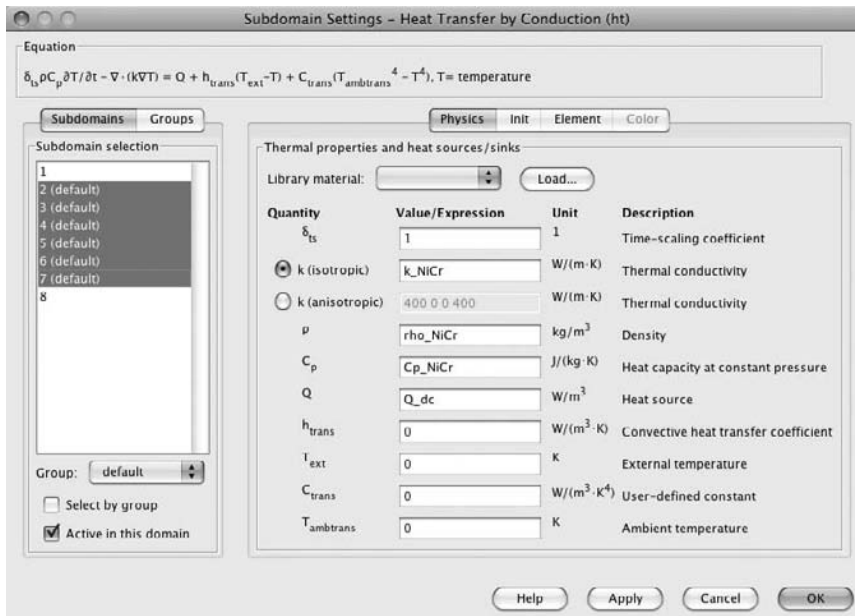 Subdomain Settings – Heat Transfer by Conduction (ht)
Equation
δtsρCp∂T/∂t – ∇·(k∇T) = Q + htrans(Text–T) + Ctrans(Tambtrans⁴ – T⁴), T= temperature
Subdomains Groups
Physics Init Element Color
Subdomain selection
1
2 (default)
3 (default)
4 (default)
5 (default)
6 (default)
7 (default)
8
Group: default
Select by group
Active in this domain
Thermal properties and heat sources/sinks
Library material: Load...
Quantity Value/Expression Unit Description
δts 1 1 Time-scaling coefficient
k (isotropic) k_NiCr W/(m·K) Thermal conductivity
k (anisotropic) 400 0 0 400 W/(m·K) Thermal conductivity
ρ rho_NiCr kg/m³ Density
Cp Cp_NiCr J/(kg·K) Heat capacity at constant pressure
Q Q_dc W/m³ Heat source
htrans 0 W/(m³·K) Convective heat transfer coefficient
Text 0 K External temperature
Ctrans 0 W/(m³·K⁴) User-defined constant
Tambtrans 0 K Ambient temperature
Help Apply Cancel OK